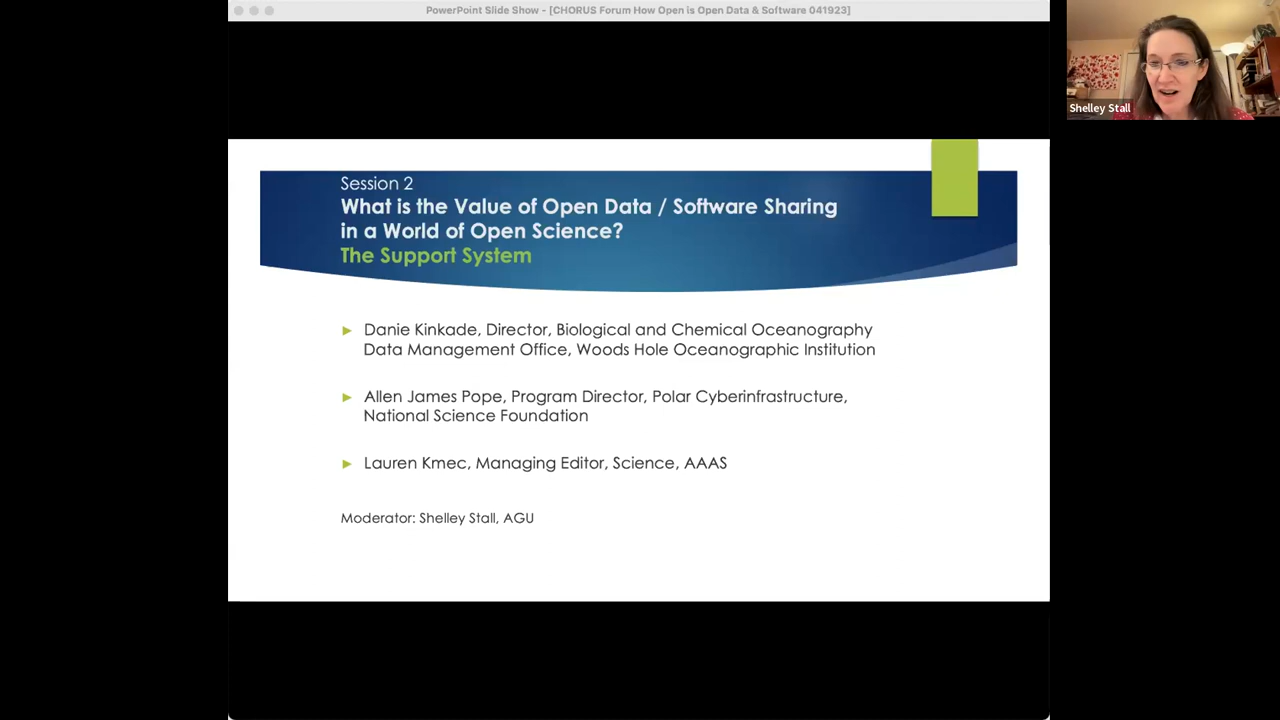 PowerPoint Slide Show - [CHORUS Forum How Open is Open Data & Software 041923]
Shelley Stall
Session 2
What is the Value of Open Data / Software Sharing
in a World of Open Science?
The Support System
Danie Kinkade, Director, Biological and Chemical Oceanography
Data Management Office, Woods Hole Oceanographic Institution
Allen James Pope, Program Director, Polar Cyberinfrastructure,
National Science Foundation
Lauren Kmec, Managing Editor, Science, AAAS
Moderator: Shelley Stall, AGU